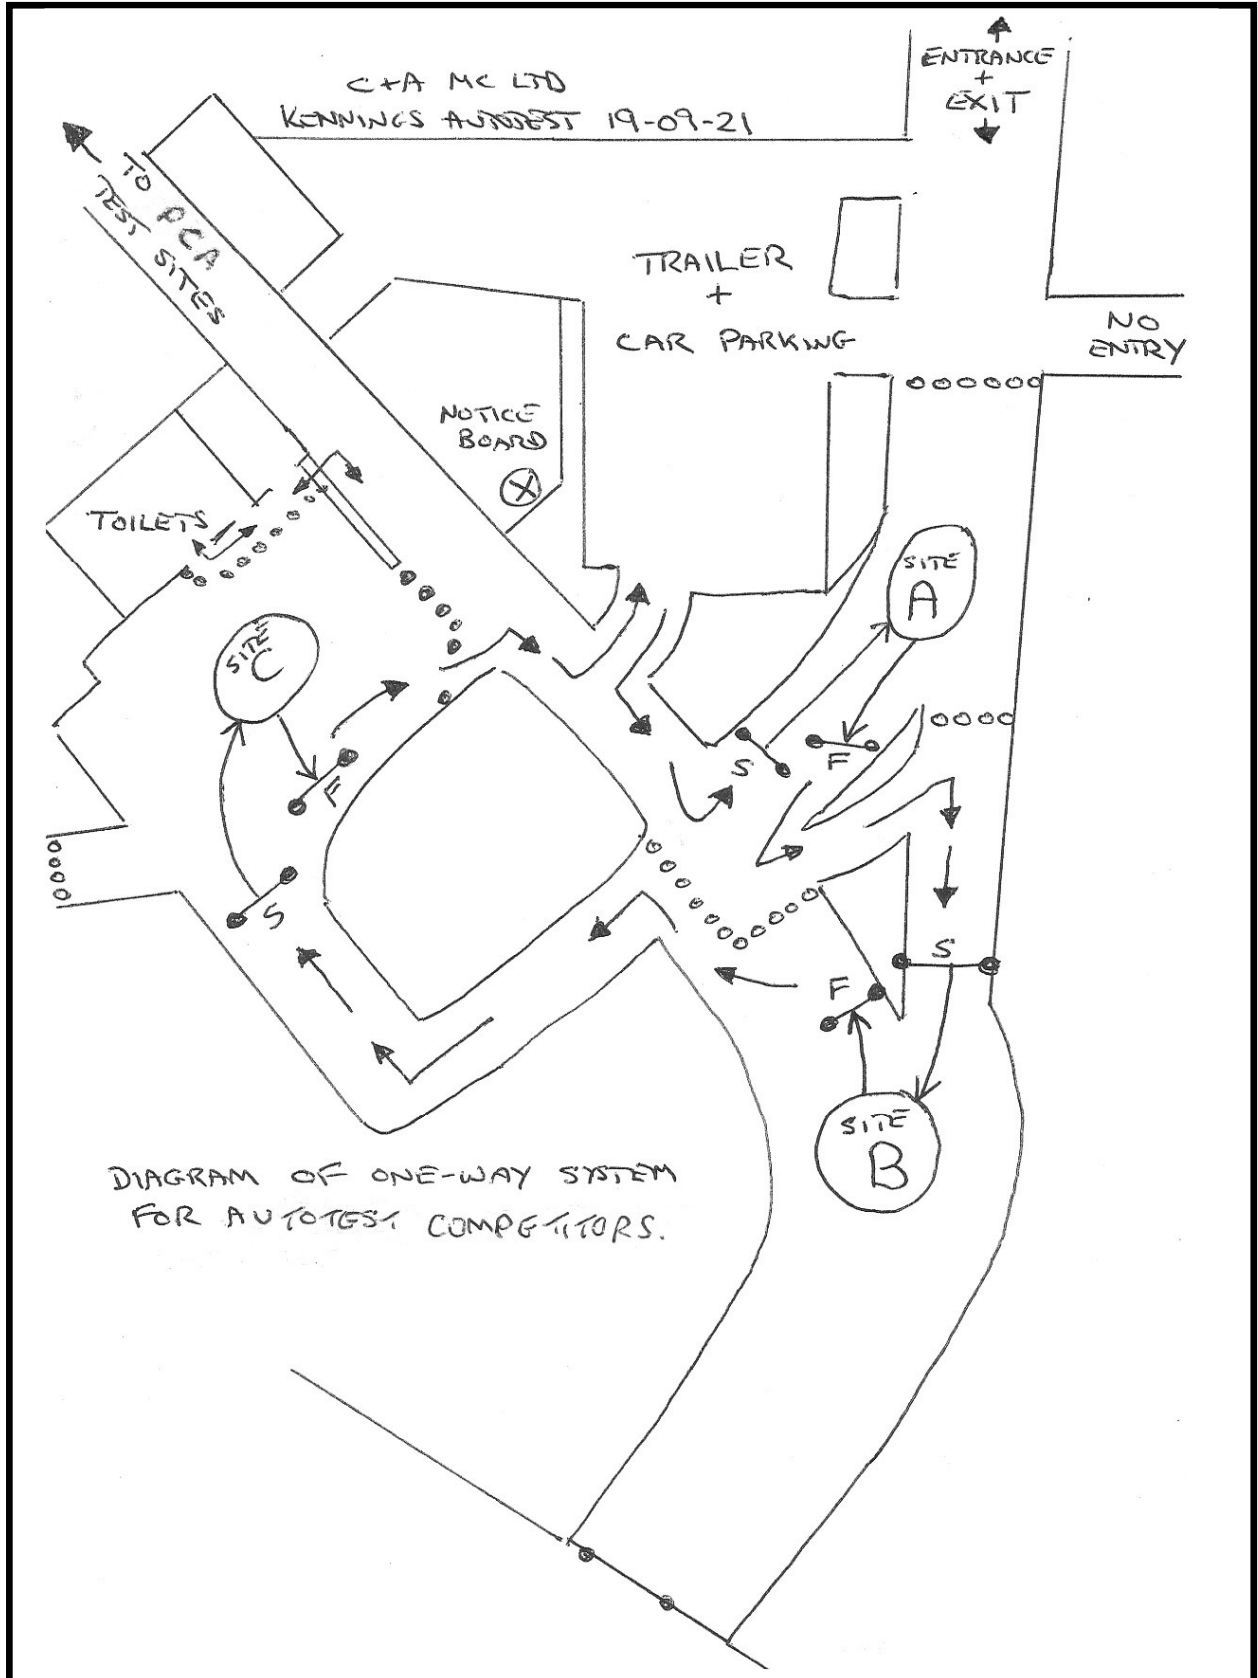 ENTRANCE
+
EXIT
C+A MC LTD
KENNINGS AUTOTEST 19-09-21
TO PCA
TEST SITES
TRAILER
+
CAR PARKING
NO
ENTRY
NOTICE
BOARD
X
TOILETS
SITE
A
SITE
C
S
F
F
S
S
F
SITE
B
DIAGRAM OF ONE-WAY SYSTEM
FOR AUTOTEST COMPETITORS.